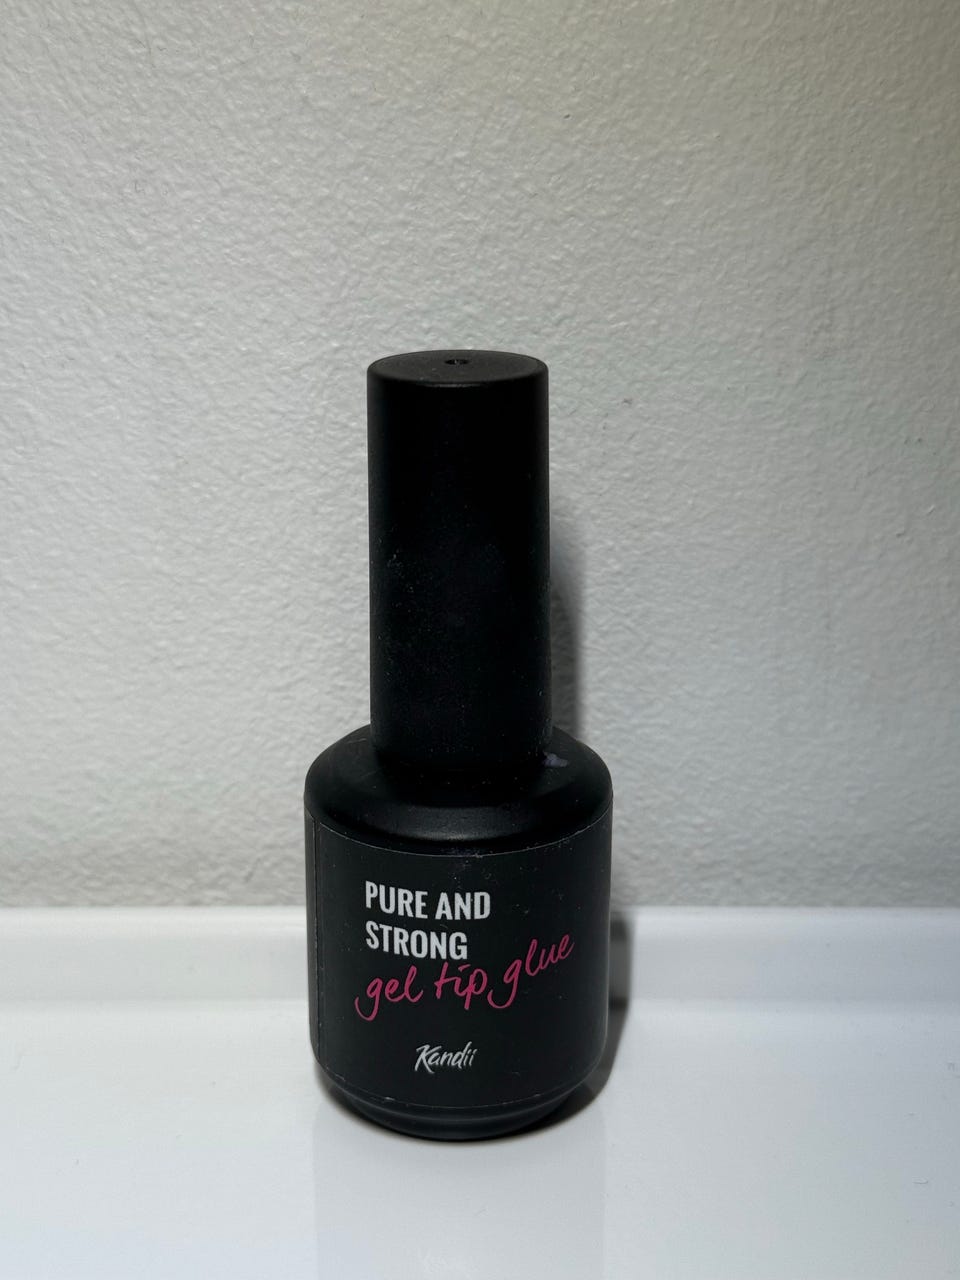 PURE AND
STRONG
gel tip glue
Kandii